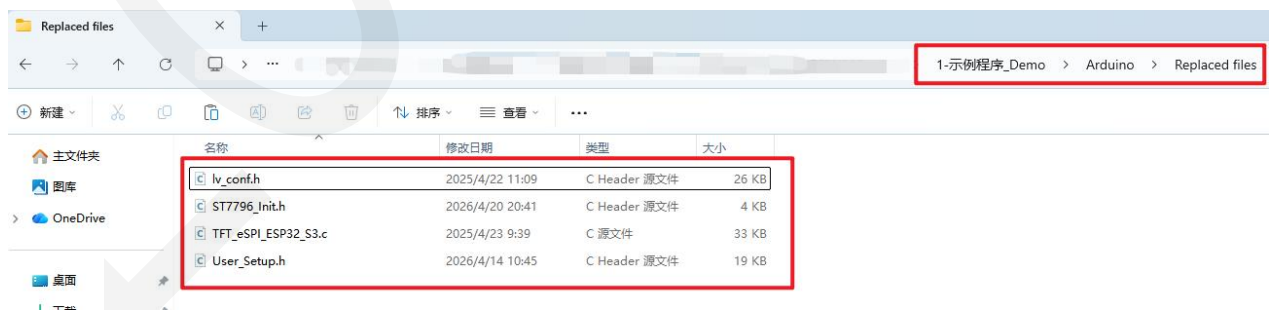 Replaced files
1-示例程序_Demo > Arduino > Replaced files
新建 排序 查看 ...
主文件夹
图库
OneDrive
桌面
名称 修改日期 类型 大小
lv_conf.h 2025/4/22 11:09 C Header 源文件 26 KB
ST7796_Init.h 2026/4/20 20:41 C Header 源文件 4 KB
TFT_eSPI_ESP32_S3.c 2025/4/23 9:39 C 源文件 33 KB
User_Setup.h 2026/4/14 10:45 C Header 源文件 19 KB